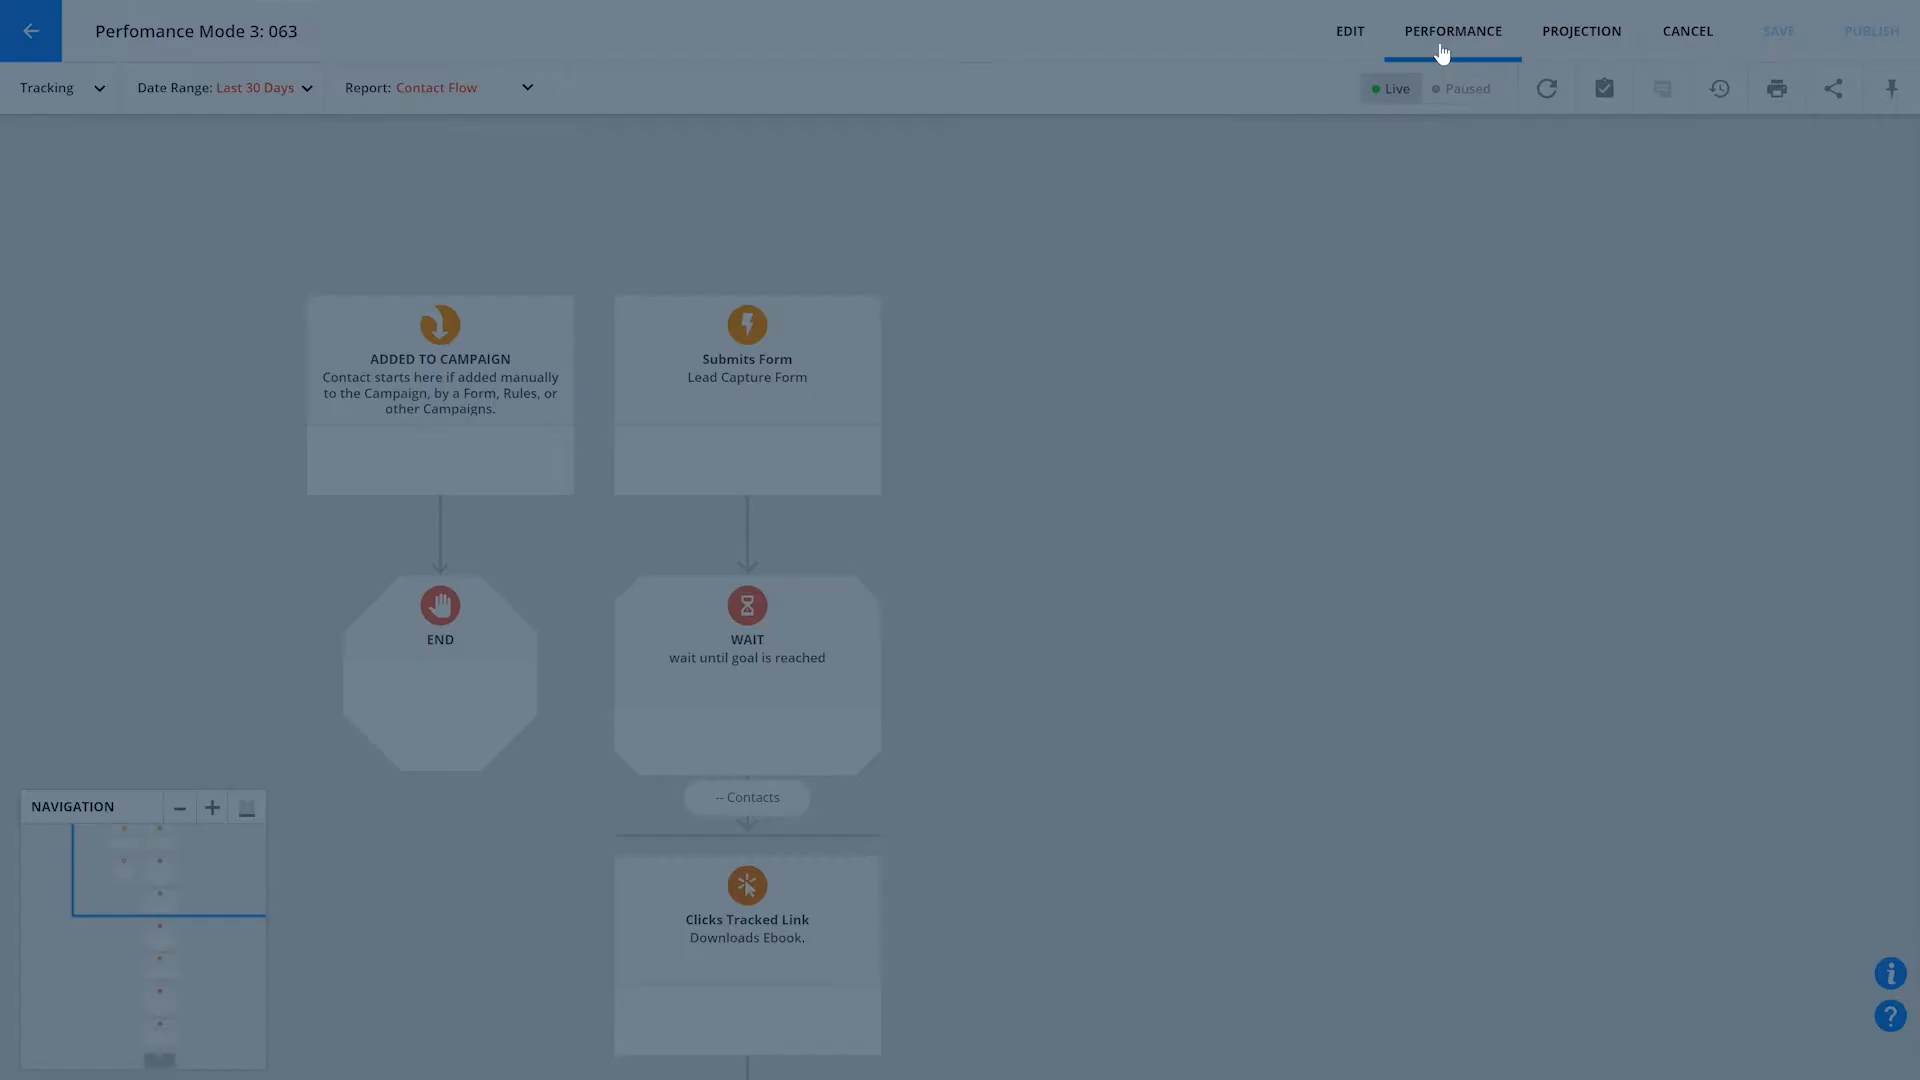 Perfomance Mode 3: 063
EDIT
PERFORMANCE
PROJECTION
CANCEL
SAVE
PUBLISH
Tracking
Date Range: Last 30 Days
Report: Contact Flow
Live
Paused
ADDED TO CAMPAIGN
Contact starts here if added manually
to the Campaign, by a Form, Rules, or
other Campaigns.
Submits Form
Lead Capture Form
END
WAIT
wait until goal is reached
-- Contacts
Clicks Tracked Link
Downloads Ebook.
NAVIGATION